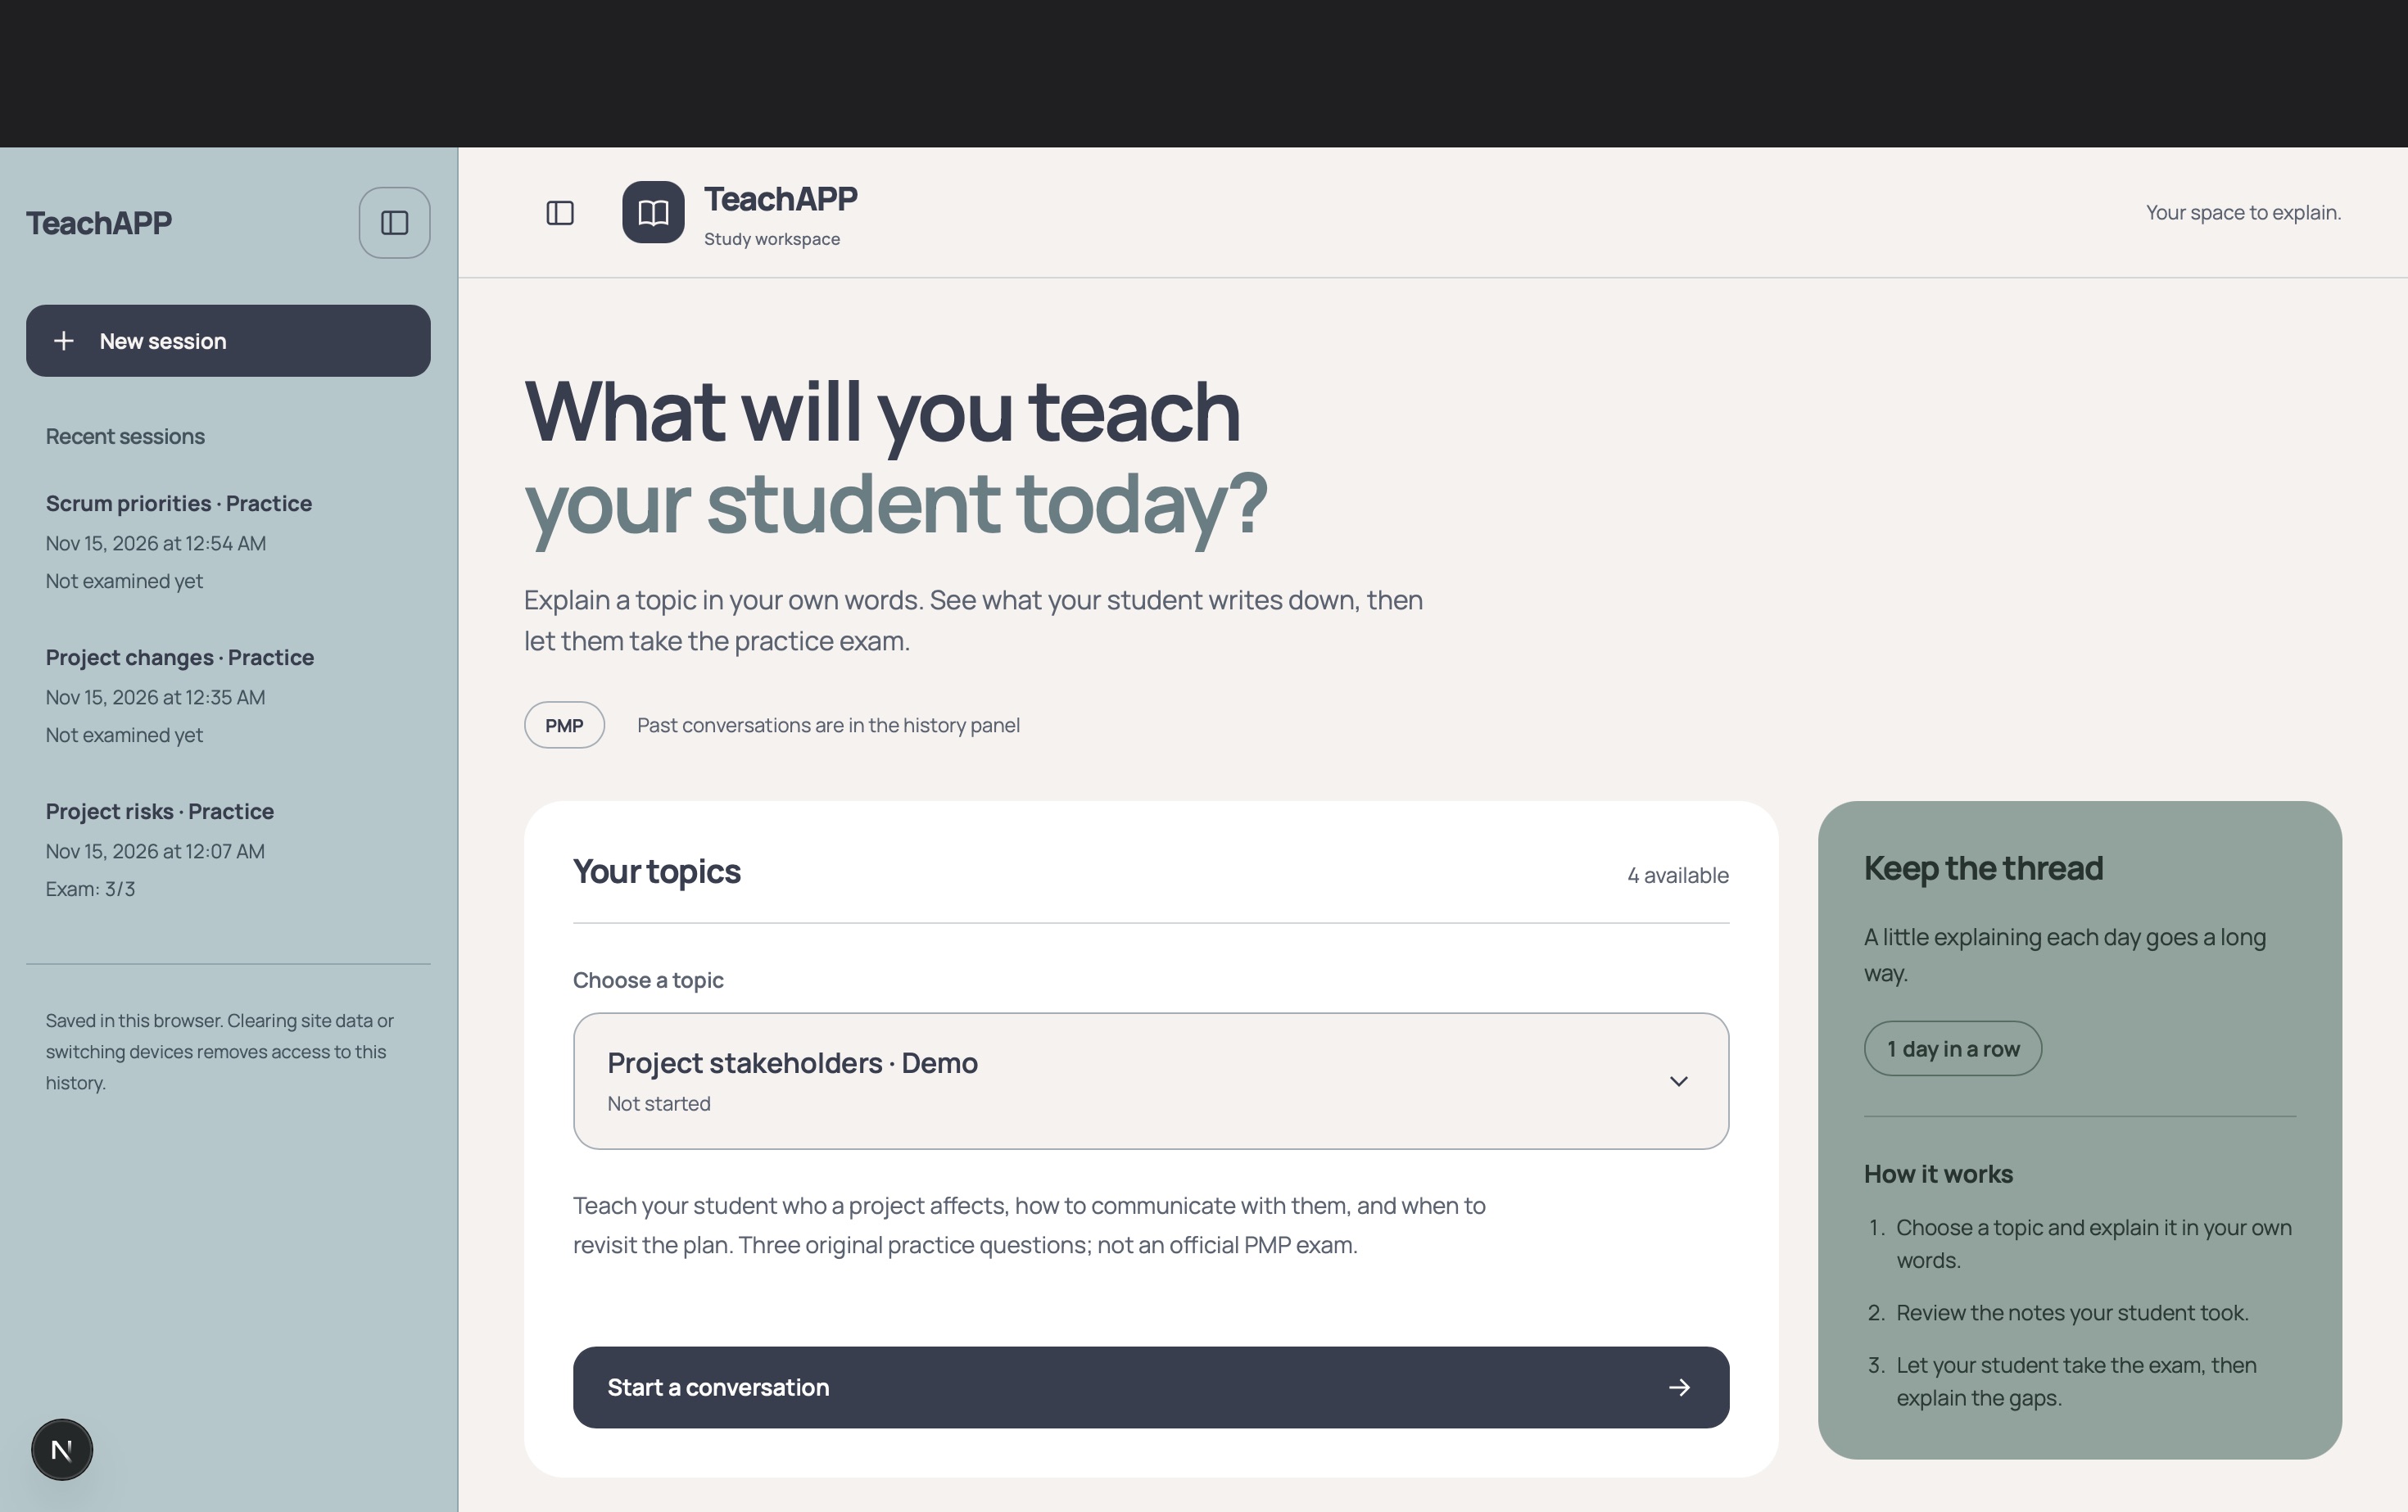 TeachAPP
New session
Recent sessions
Scrum priorities · Practice
Nov 15, 2026 at 12:54 AM
Not examined yet
Project changes · Practice
Nov 15, 2026 at 12:35 AM
Not examined yet
Project risks · Practice
Nov 15, 2026 at 12:07 AM
Exam: 3/3
Saved in this browser. Clearing site data or
switching devices removes access to this
history.
N
TeachAPP
Study workspace
Your space to explain.
What will you teach
your student today?
Explain a topic in your own words. See what your student writes down, then
let them take the practice exam.
PMP
Past conversations are in the history panel
Your topics
4 available
Choose a topic
Project stakeholders · Demo
Not started
Teach your student who a project affects, how to communicate with them, and when to
revisit the plan. Three original practice questions; not an official PMP exam.
Start a conversation
Keep the thread
A little explaining each day goes a long
way.
1 day in a row
How it works
1. Choose a topic and explain it in your own
words.
2. Review the notes your student took.
3. Let your student take the exam, then
explain the gaps.